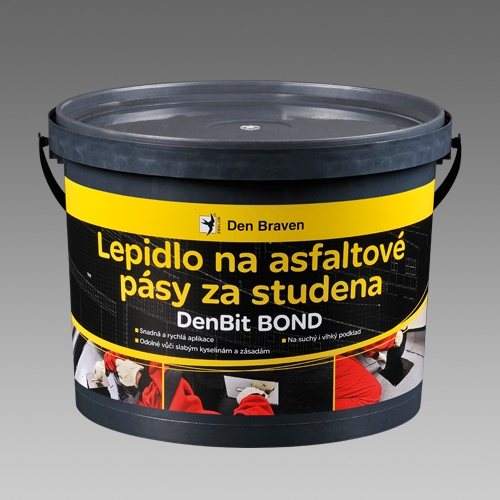 Den Braven
Lepidlo na asfaltové
pásy za studena
DenBit BOND
Snadná a rychlá aplikace
Odolné vůči slabým kyselinám a zásadám
Na suchý i vlhký podklad